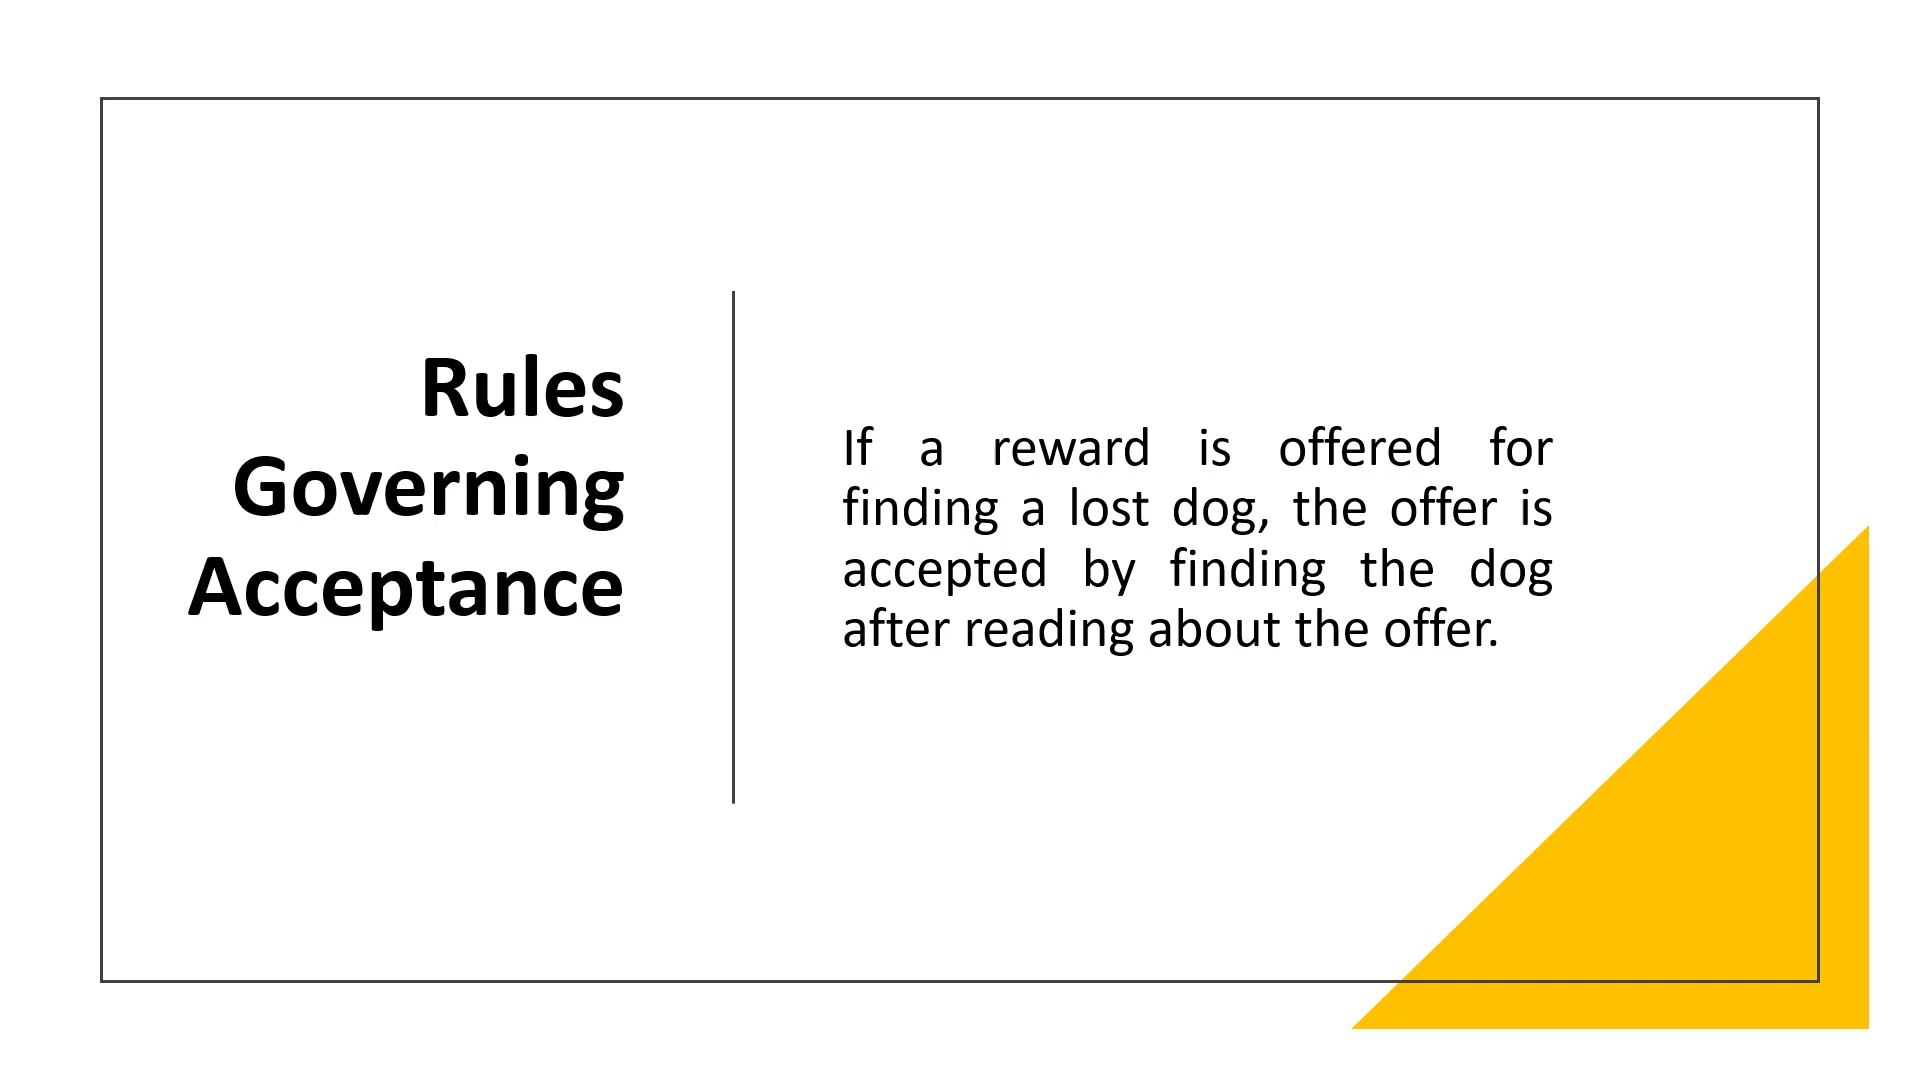 Rules
Governing
Acceptance
If a reward is offered for
finding a lost dog, the offer is
accepted by finding the dog
after reading about the offer.